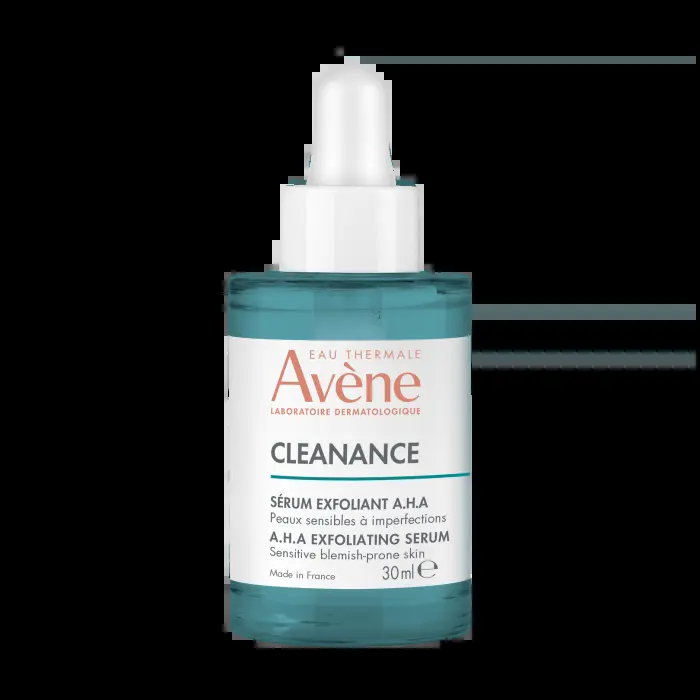 EAU THERMALE
Avène
LABORATOIRE DERMATOLOGIQUE
CLEANANCE
SÉRUM EXFOLIANT A.H.A
Peaux sensibles à imperfections
A.H.A EXFOLIATING SERUM
Sensitive blemish-prone skin
Made in France 30ml ℮